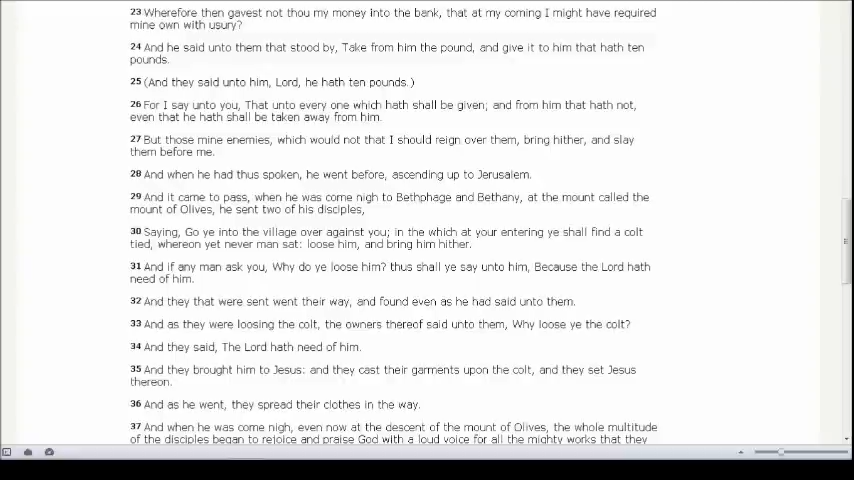 23 Wherefore then gavest not thou my money into the bank, that at my coming I might have required
mine own with usury?
24 And he said unto them that stood by, Take from him the pound, and give it to him that hath ten
pounds.
25 (And they said unto him, Lord, he hath ten pounds.)
26 For I say unto you, That unto every one which hath shall be given; and from him that hath not,
even that he hath shall be taken away from him.
27 But those mine enemies, which would not that I should reign over them, bring hither, and slay
them before me.
28 And when he had thus spoken, he went before, ascending up to Jerusalem.
29 And it came to pass, when he was come nigh to Bethphage and Bethany, at the mount called the
mount of Olives, he sent two of his disciples,
30 Saying, Go ye into the village over against you; in the which at your entering ye shall find a colt
tied, whereon yet never man sat: loose him, and bring him hither.
31 And if any man ask you, Why do ye loose him? thus shall ye say unto him, Because the Lord hath
need of him.
32 And they that were sent went their way, and found even as he had said unto them.
33 And as they were loosing the colt, the owners thereof said unto them, Why loose ye the colt?
34 And they said, The Lord hath need of him.
35 And they brought him to Jesus: and they cast their garments upon the colt, and they set Jesus
thereon.
36 And as he went, they spread their clothes in the way.
37 And when he was come nigh, even now at the descent of the mount of Olives, the whole multitude
of the disciples began to rejoice and praise God with a loud voice for all the mighty works that they